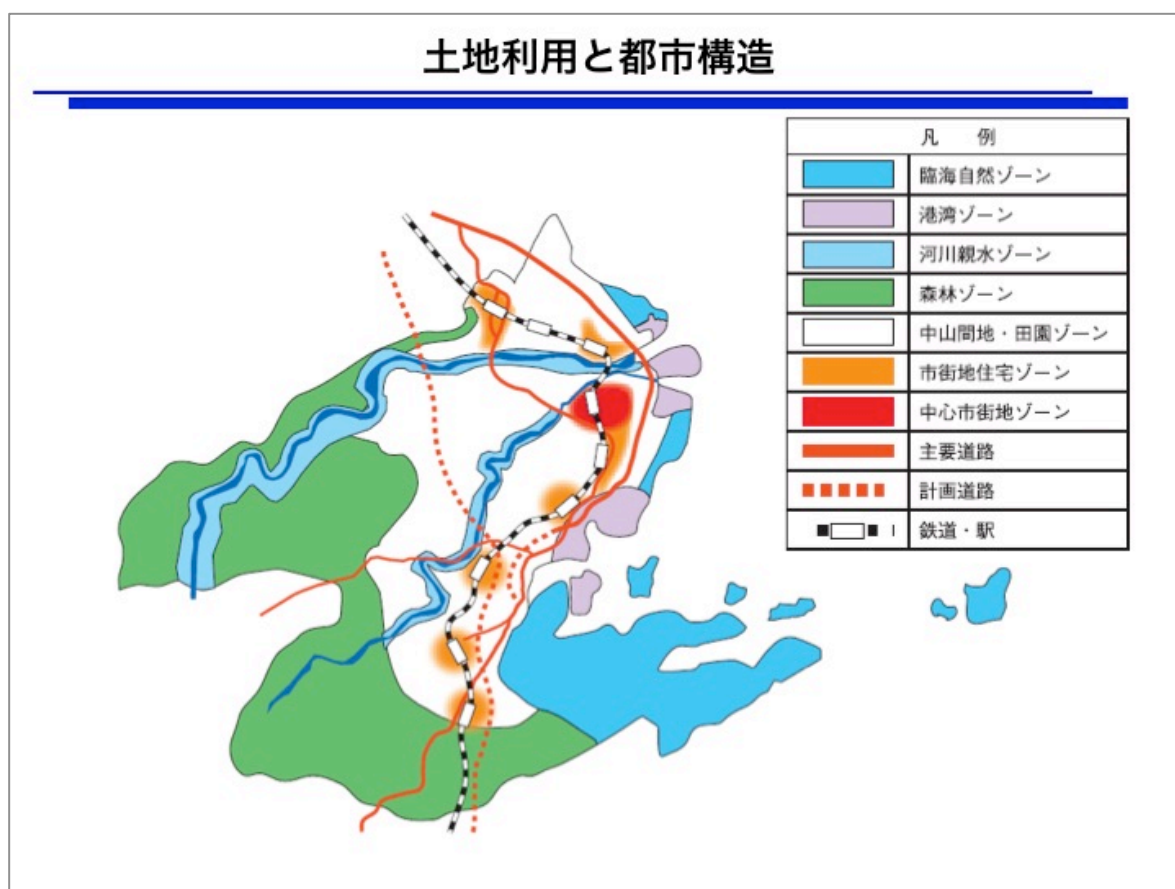 土地利用と都市構造
凡 例
臨海自然ゾーン
港湾ゾーン
河川親水ゾーン
森林ゾーン
中山間地・田園ゾーン
市街地住宅ゾーン
中心市街地ゾーン
主要道路
計画道路
鉄道・駅